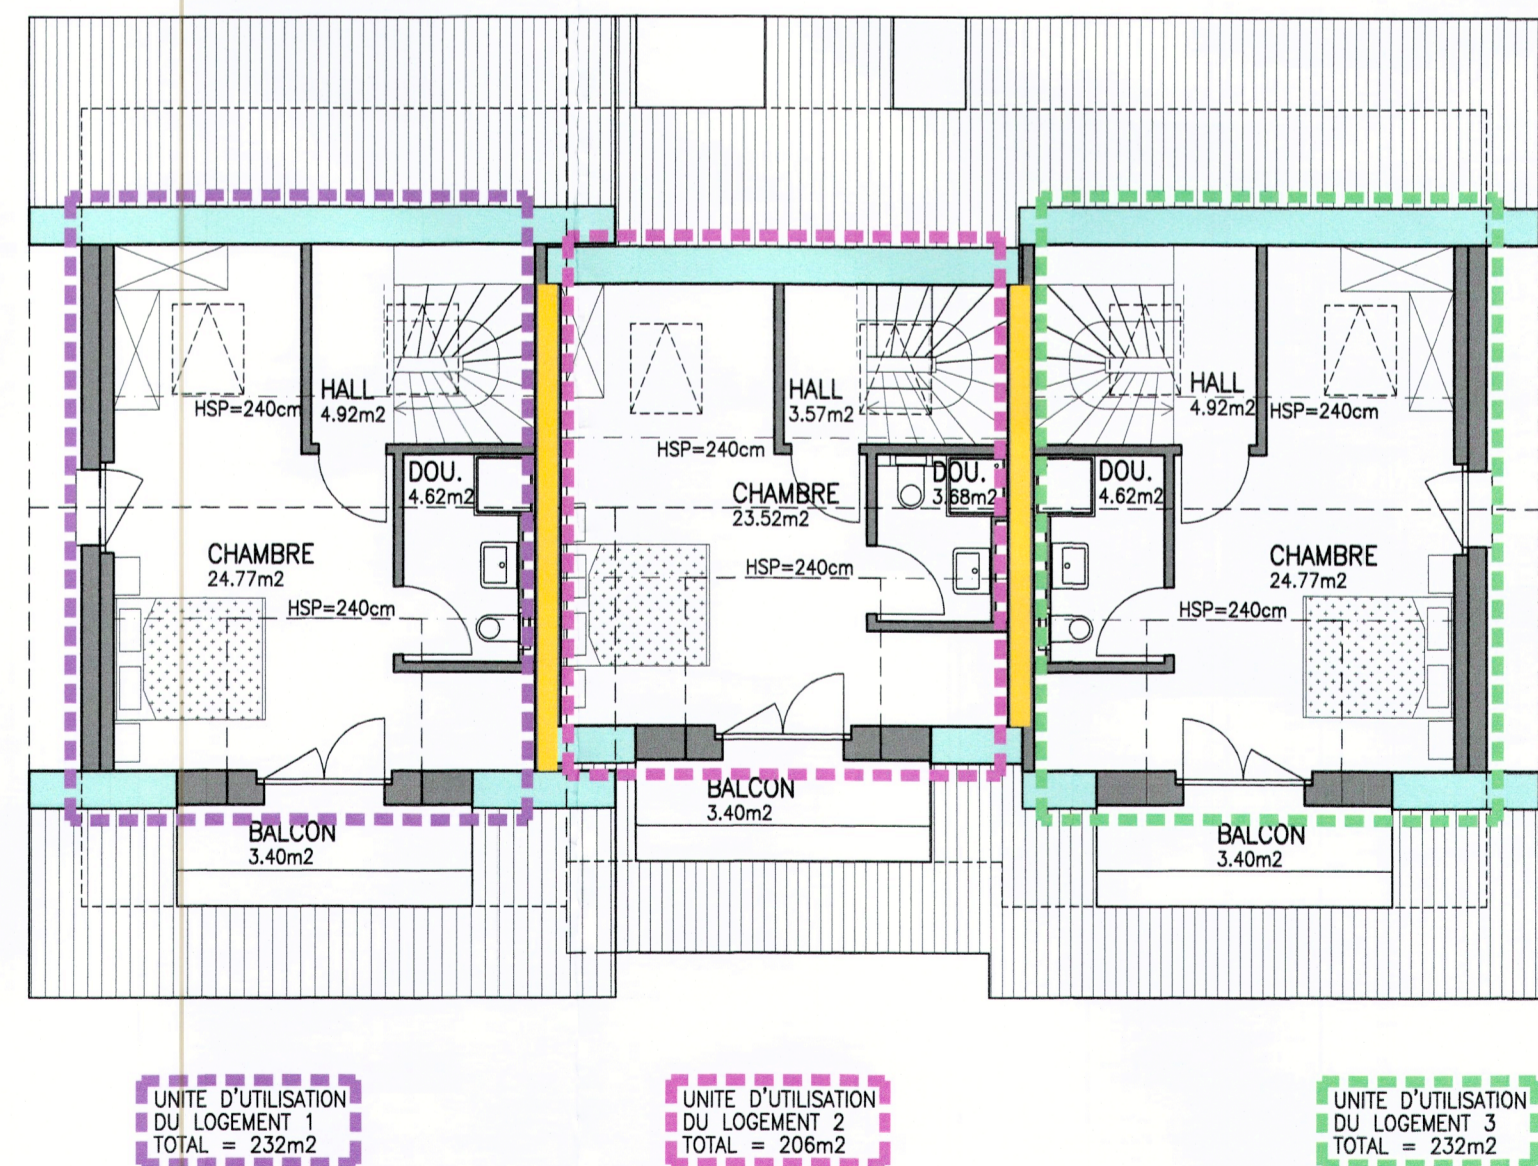 HALL
4.92m2
HSP=240cm
DOU.
4.62m2
CHAMBRE
24.77m2
HSP=240cm
BALCON
3.40m2
HALL
3.57m2
HSP=240cm
DOU.
3.68m2
CHAMBRE
23.52m2
HSP=240cm
BALCON
3.40m2
HALL
4.92m2
HSP=240cm
DOU.
4.62m2
CHAMBRE
24.77m2
HSP=240cm
BALCON
3.40m2
UNITE D'UTILISATION
DU LOGEMENT 1
TOTAL = 232m2
UNITE D'UTILISATION
DU LOGEMENT 2
TOTAL = 206m2
UNITE D'UTILISATION
DU LOGEMENT 3
TOTAL = 232m2